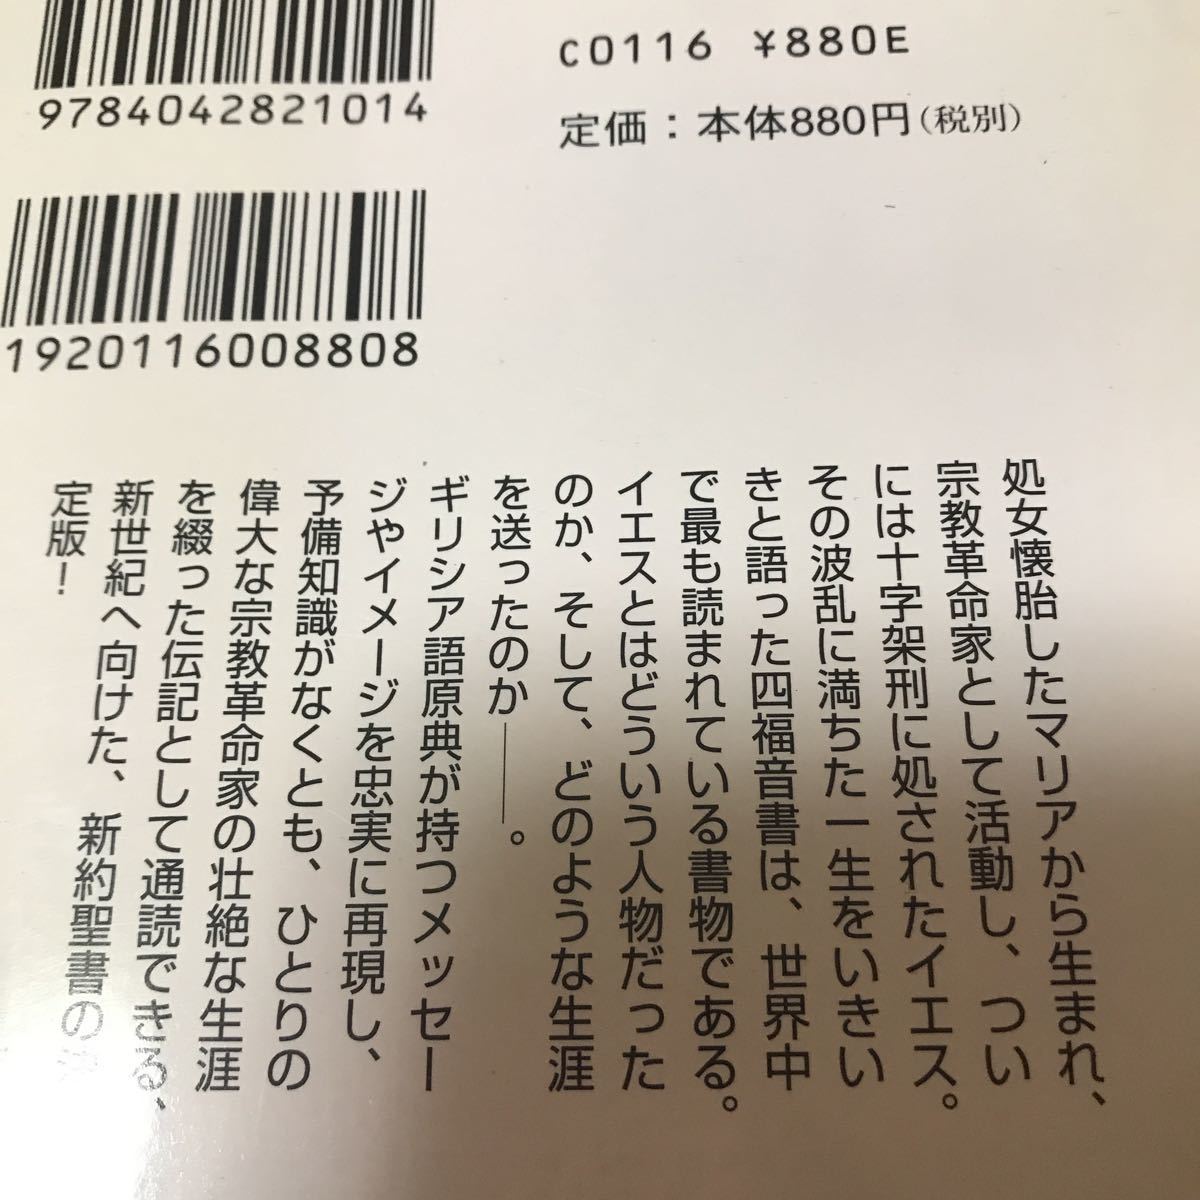 9784042821014
C0116 ¥880E
定価：本体880円（税別）
1920116008808
処女懐胎したマリアから生まれ、
宗教革命家として活動し、つい
には十字架刑に処されたイエス。
その波乱に満ちた一生をいきい
きと語った四福音書は、世界中
で最も読まれている書物である。
イエスとはどういう人物だった
のか、そして、どのような生涯
を送ったのか――。
ギリシア語原典が持つメッセー
ジやイメージを忠実に再現し、
予備知識がなくとも、ひとりの
偉大な宗教革命家の壮絶な生涯
を綴った伝記として通読できる、
新世紀へ向けた、新約聖書の
定版！